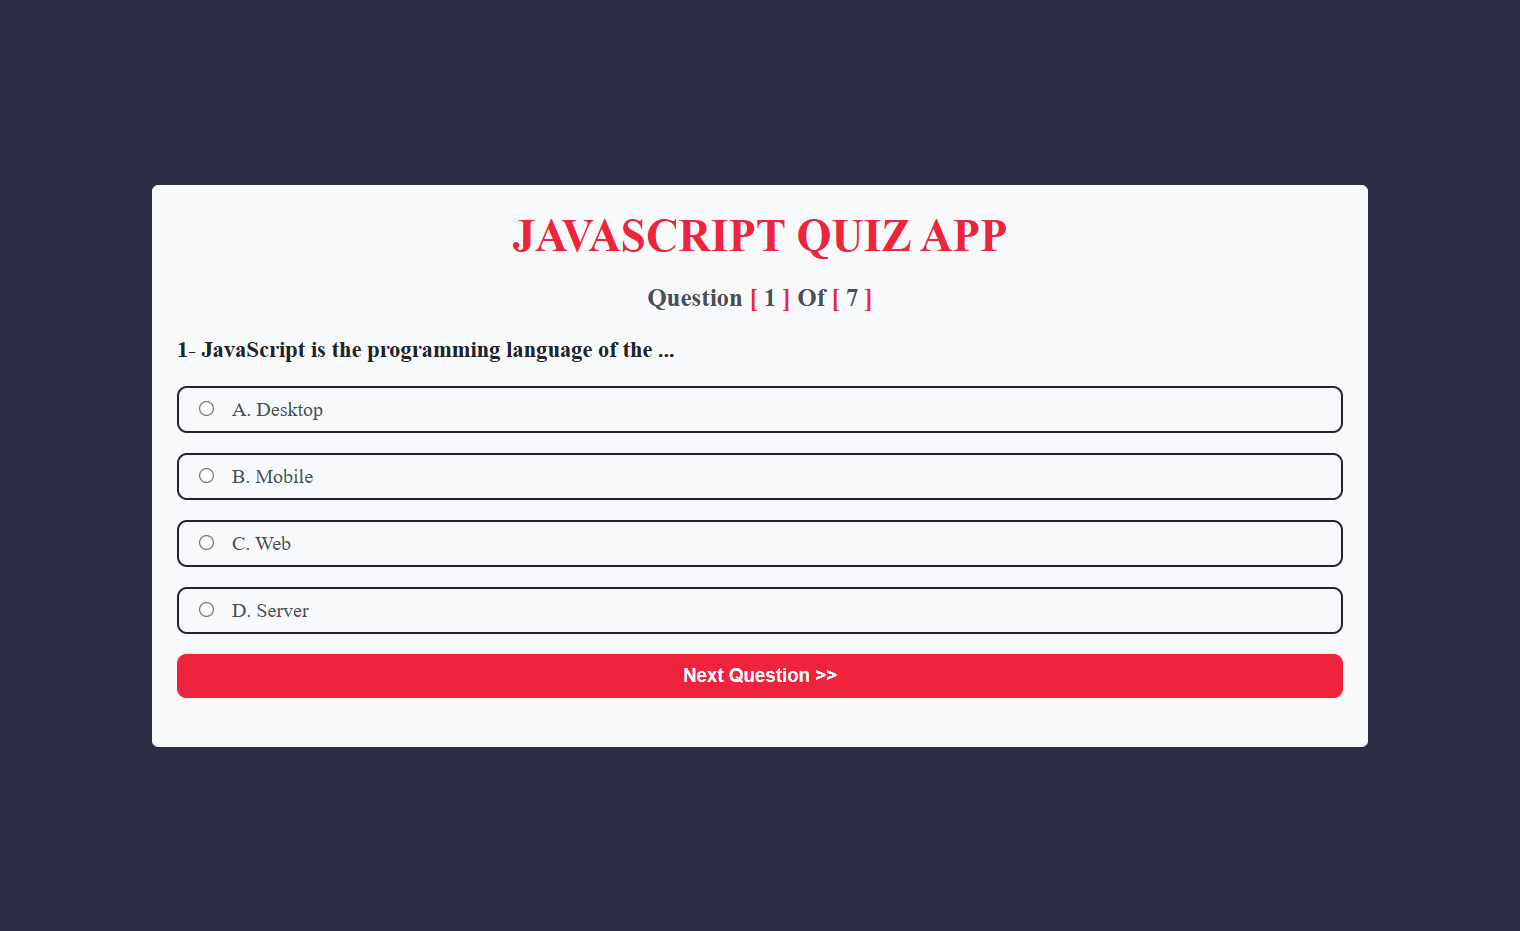 JAVASCRIPT QUIZ APP
Question [ 1 ] Of [ 7 ]
1- JavaScript is the programming language of the ...
A. Desktop
B. Mobile
C. Web
D. Server
Next Question >>